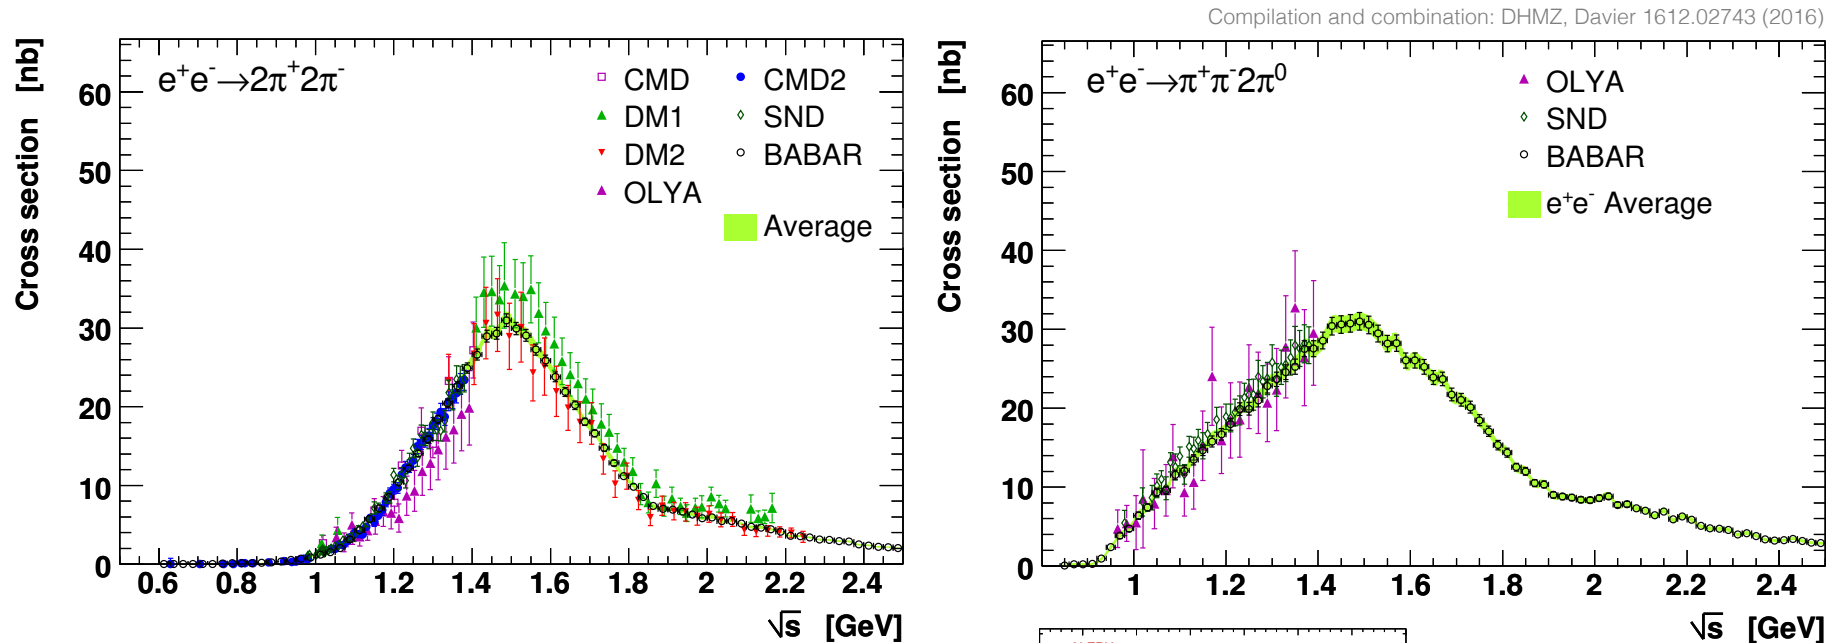 Compilation and combination: DHMZ, Davier 1612.02743 (2016)
Cross section [nb]
e⁺e⁻→2π⁺2π⁻
CMD
DM1
DM2
OLYA
CMD2
SND
BABAR
Average
60
50
40
30
20
10
0
0.6 0.8 1 1.2 1.4 1.6 1.8 2 2.2 2.4
√s [GeV]
Cross section [nb]
e⁺e⁻→π⁺π⁻2π⁰
OLYA
SND
BABAR
e⁺e⁻ Average
60
50
40
30
20
10
0
1 1.2 1.4 1.6 1.8 2 2.2 2.4
√s [GeV]